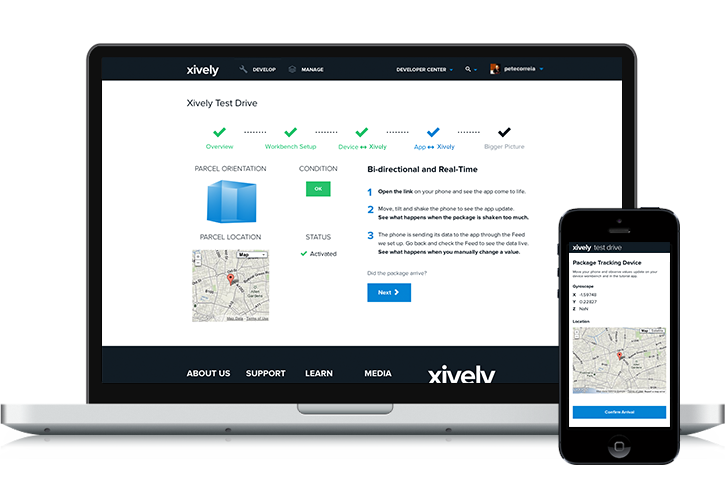 xively DEVELOP MANAGE DEVELOPER CENTER petecorreia
Xively Test Drive
Overview Workbench Setup Device ↔ Xively App ↔ Xively Bigger Picture
PARCEL ORIENTATION
CONDITION
OK
PARCEL LOCATION
Map
Map Data Terms of Use
STATUS
Activated
Bi-directional and Real-Time
1 Open the link on your phone and see the app come to life.
2 Move, tilt and shake the phone to see the app update.
See what happens when the package is shaken too much.
3 The phone is sending its data to the app through the Feed
we set up. Go back and check the Feed to see the data live.
See what happens when you manually change a value.
Did the package arrive?
Next
ABOUT US SUPPORT LEARN MEDIA xively
xively test drive
Package Tracking Device
Move your phone and observe values update on
your device workbench and in the tutorial app.
Gyroscope
X -1.59748
Y 0.22827
Z NaN
Location
Map
Confirm Arrival